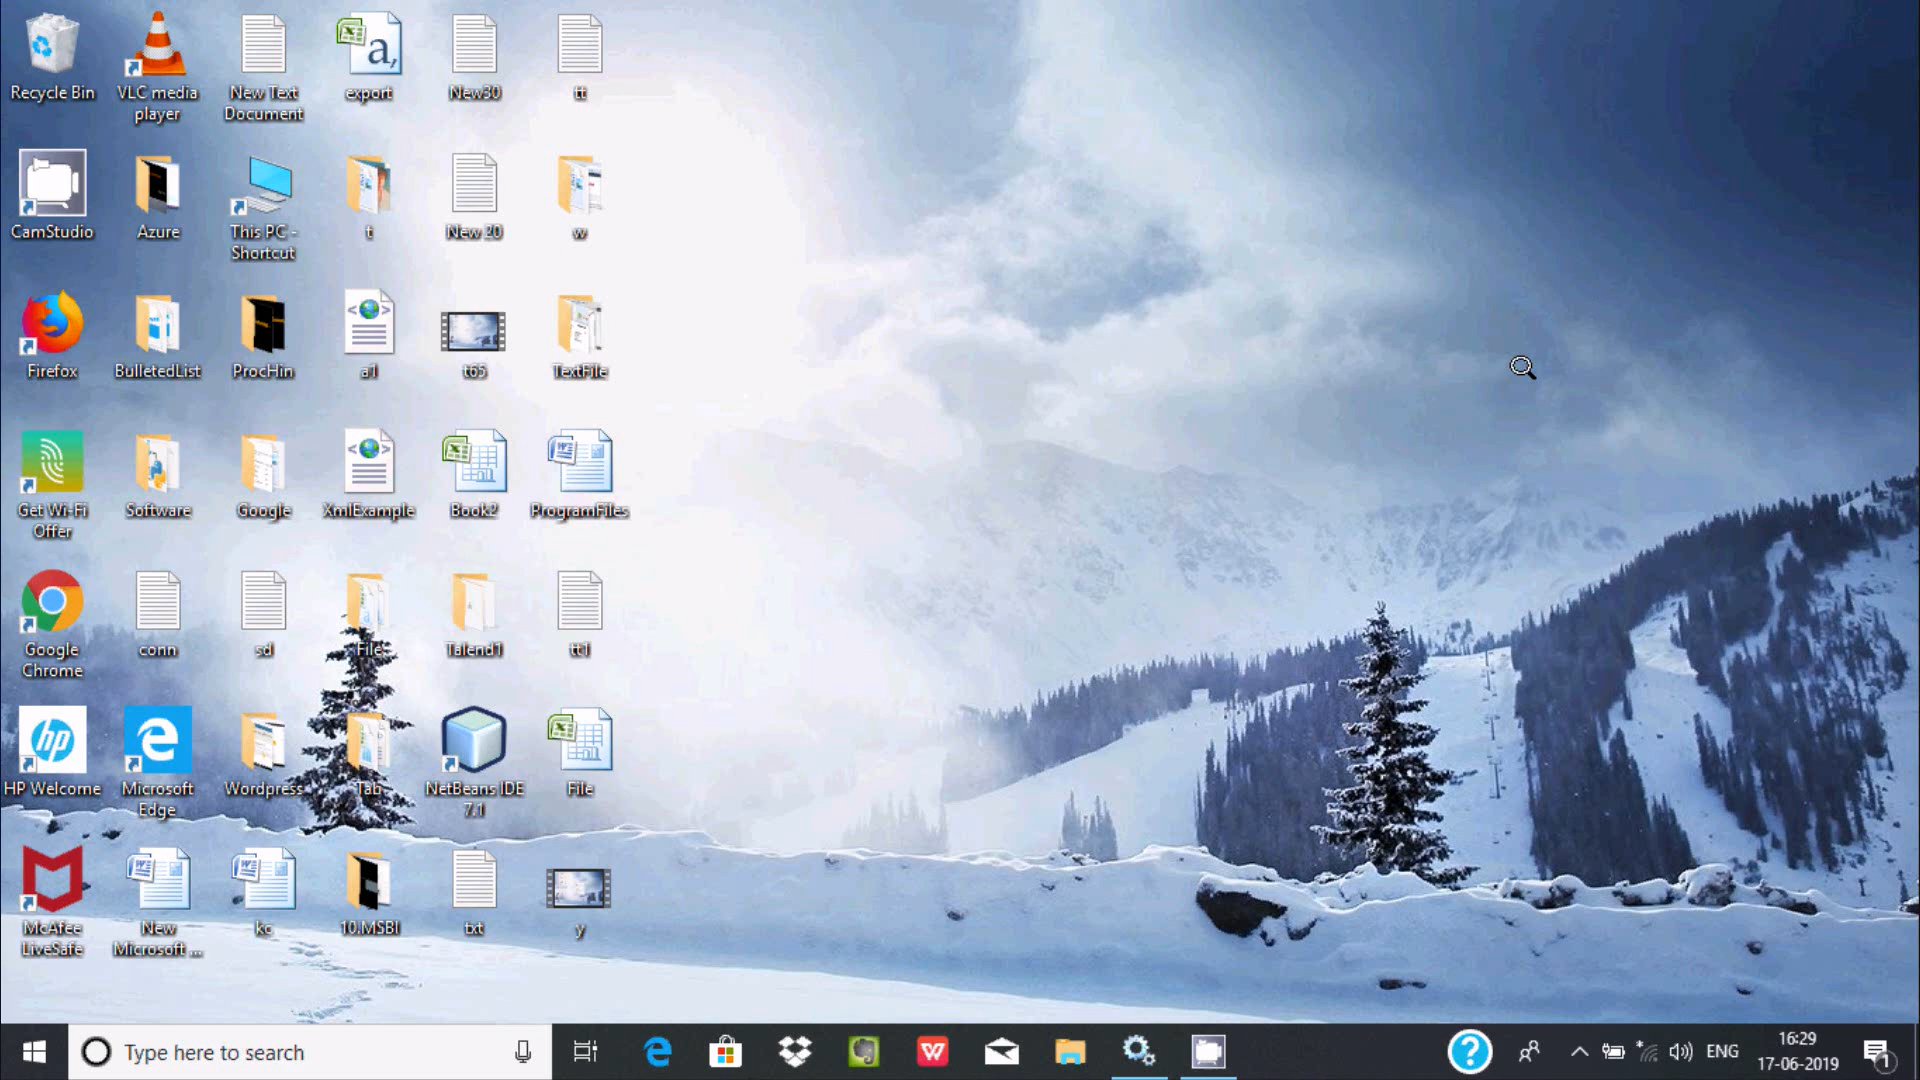 Recycle Bin
VLC media
player
New Text
Document
export
a,
New30
tt
CamStudio
Azure
This PC -
Shortcut
t
New 20
w
Firefox
BulletedList
ProcHin
a1
t65
TextFile
Get Wi-Fi
Offer
Software
Google
XmlExample
Book2
ProgramFiles
Google
Chrome
conn
sd
File
Talend1
tt1
hp
HP Welcome
Microsoft
Edge
Wordpress
Tab
NetBeans IDE
7.1
File
McAfee
LiveSafe
New
Microsoft ...
kc
10.MSBI
txt
y
Type here to search
ENG
16:29
17-06-2019
1